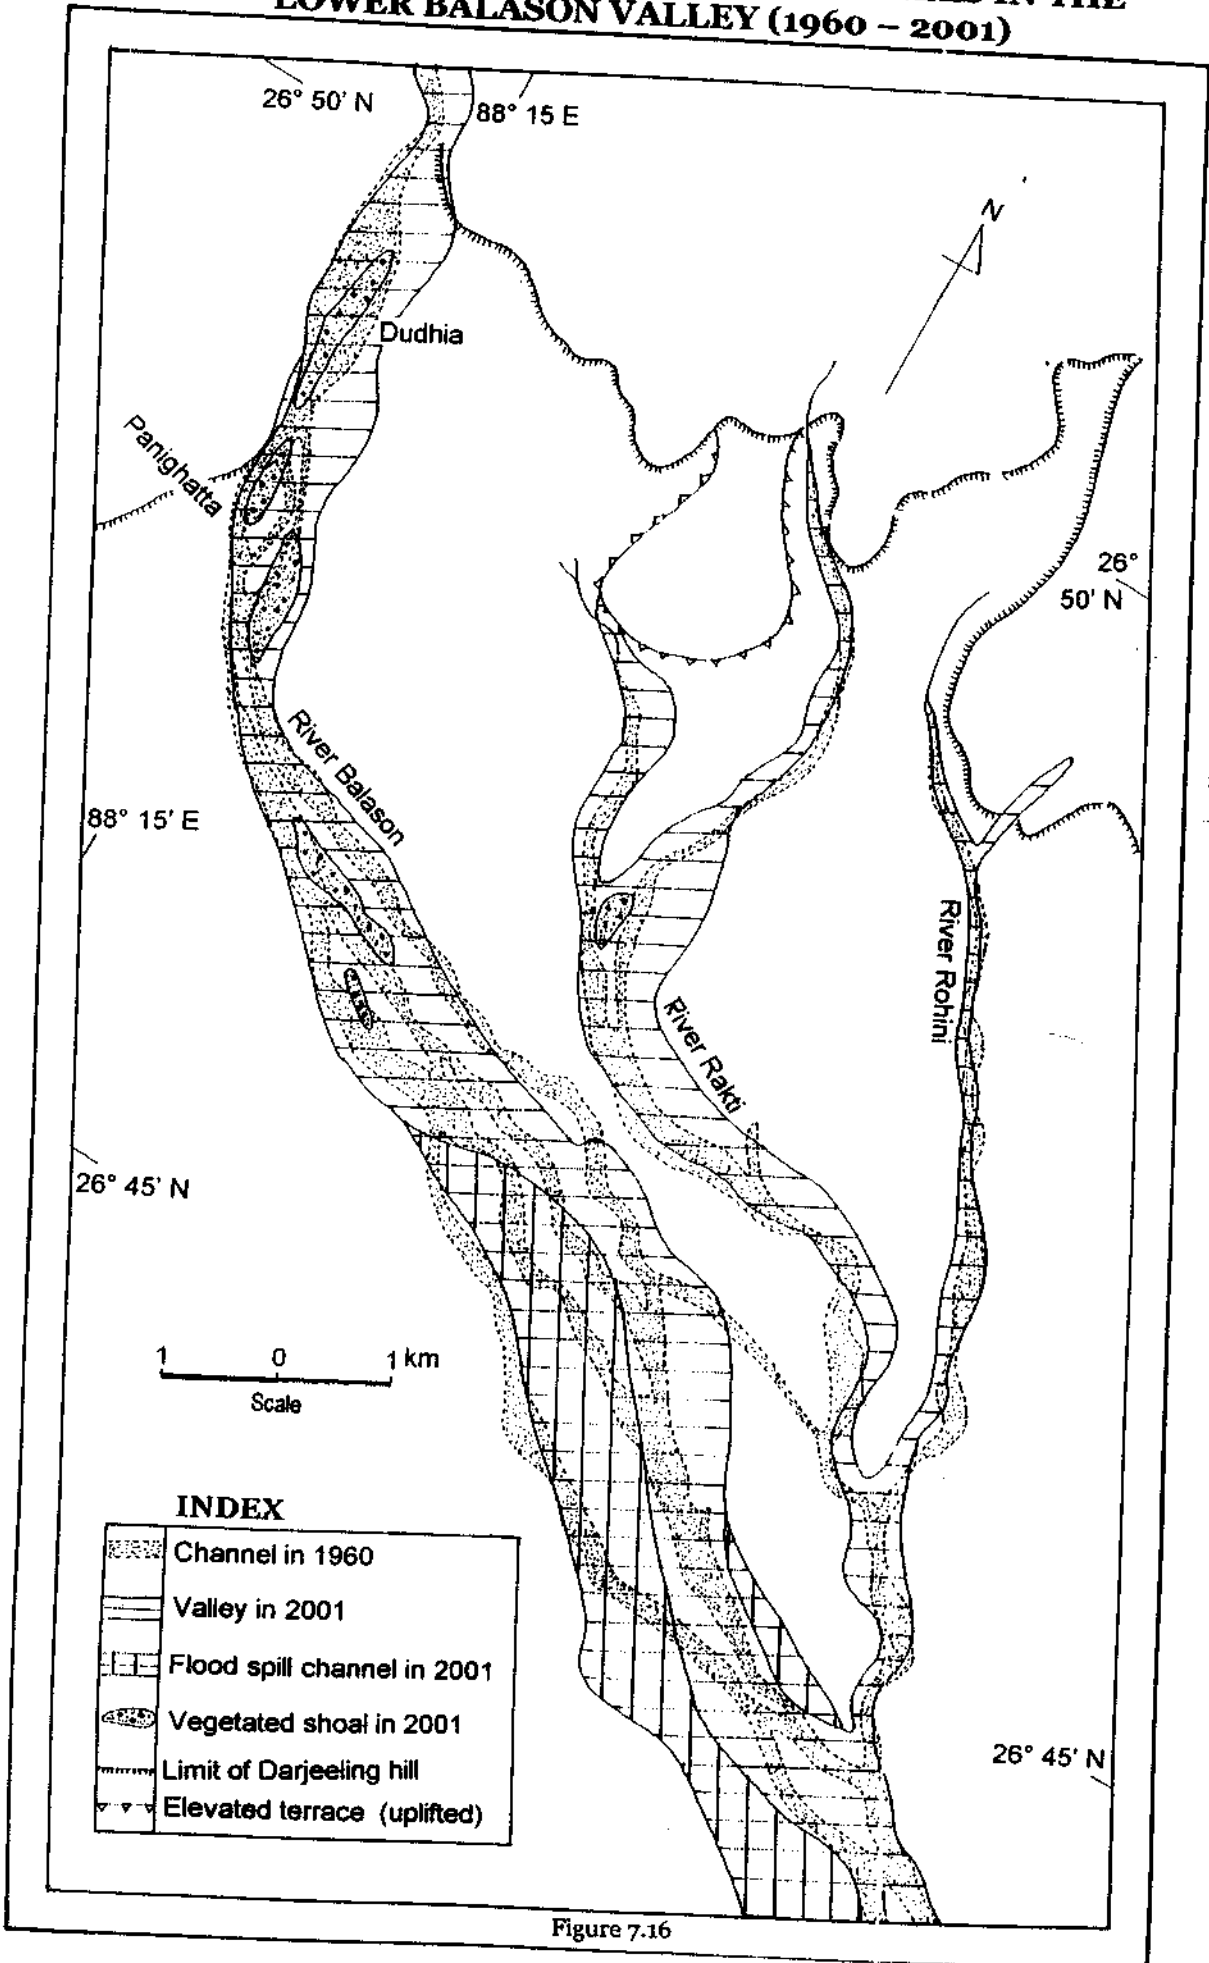 IN THE
LOWER BALASON VALLEY (1960 – 2001)
26° 50' N
88° 15 E
N
Dudhia
Panighatta
26°
50' N
River Balason
88° 15' E
River Rohini
River Rakti
26° 45' N
1 0 1 km
Scale
INDEX
Channel in 1960
Valley in 2001
Flood spill channel in 2001
Vegetated shoal in 2001
Limit of Darjeeling hill
Elevated terrace (uplifted)
26° 45' N
Figure 7.16